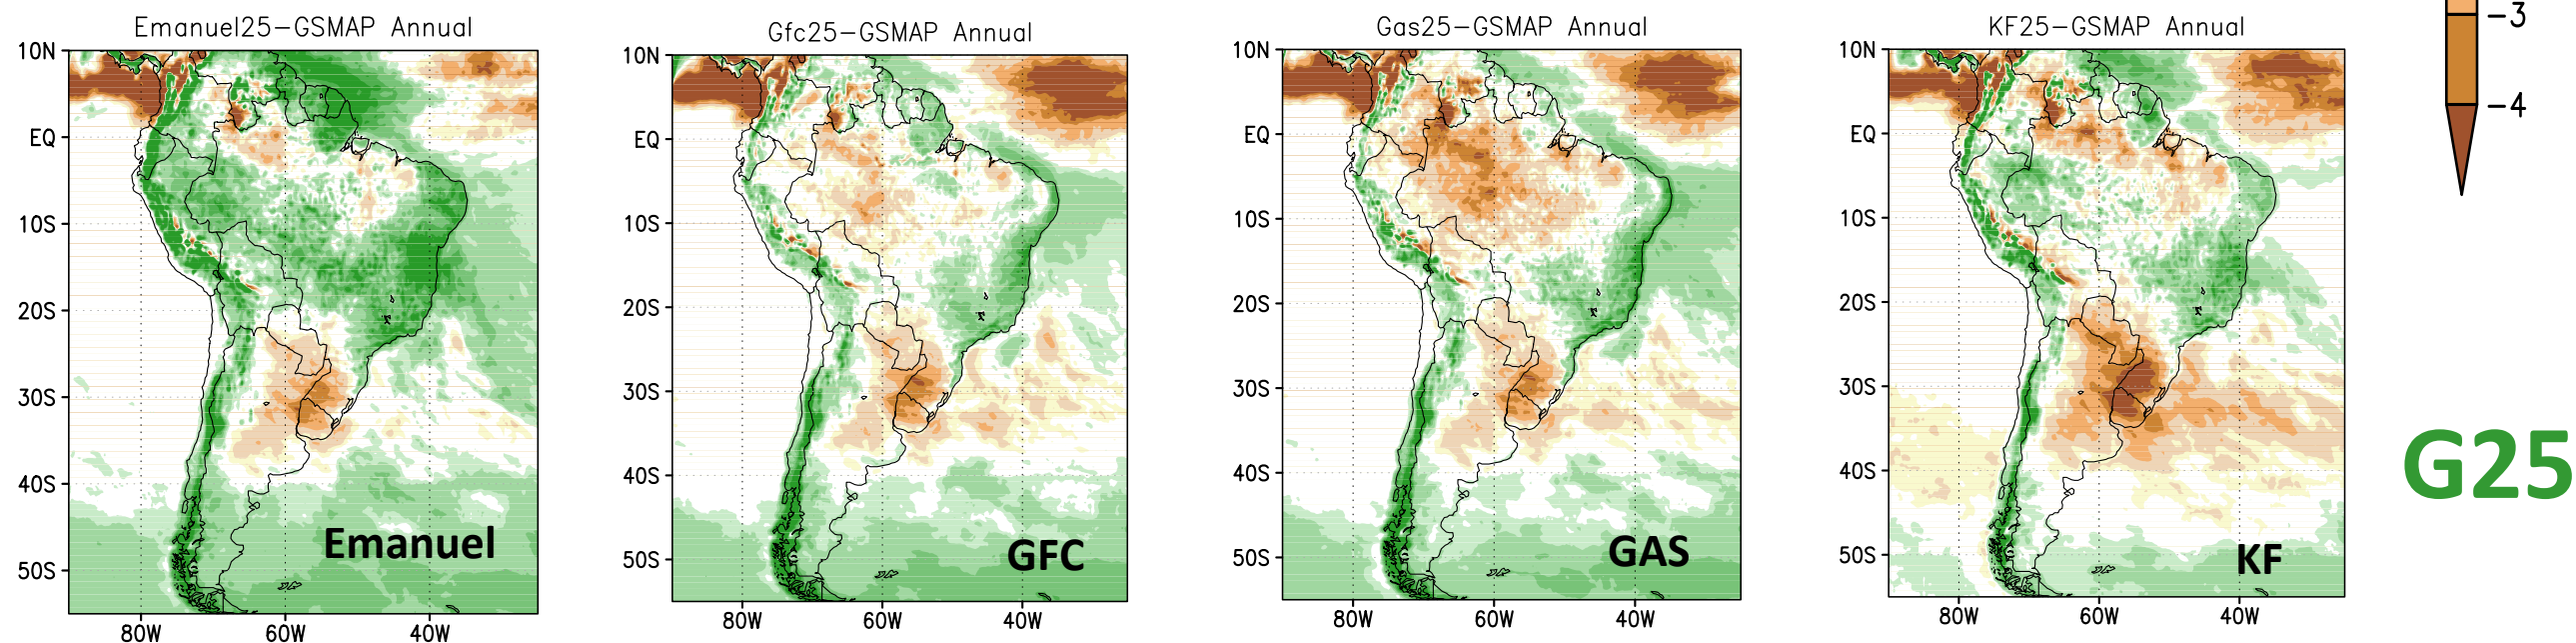 Emanuel25-GSMAP Annual
10N
EQ
10S
20S
30S
40S
50S
80W
60W
40W
Emanuel
Gfc25-GSMAP Annual
10N
EQ
10S
20S
30S
40S
50S
80W
60W
40W
GFC
Gas25-GSMAP Annual
10N
EQ
10S
20S
30S
40S
50S
80W
60W
40W
GAS
KF25-GSMAP Annual
10N
EQ
10S
20S
30S
40S
50S
80W
60W
40W
KF
-3
-4
G25